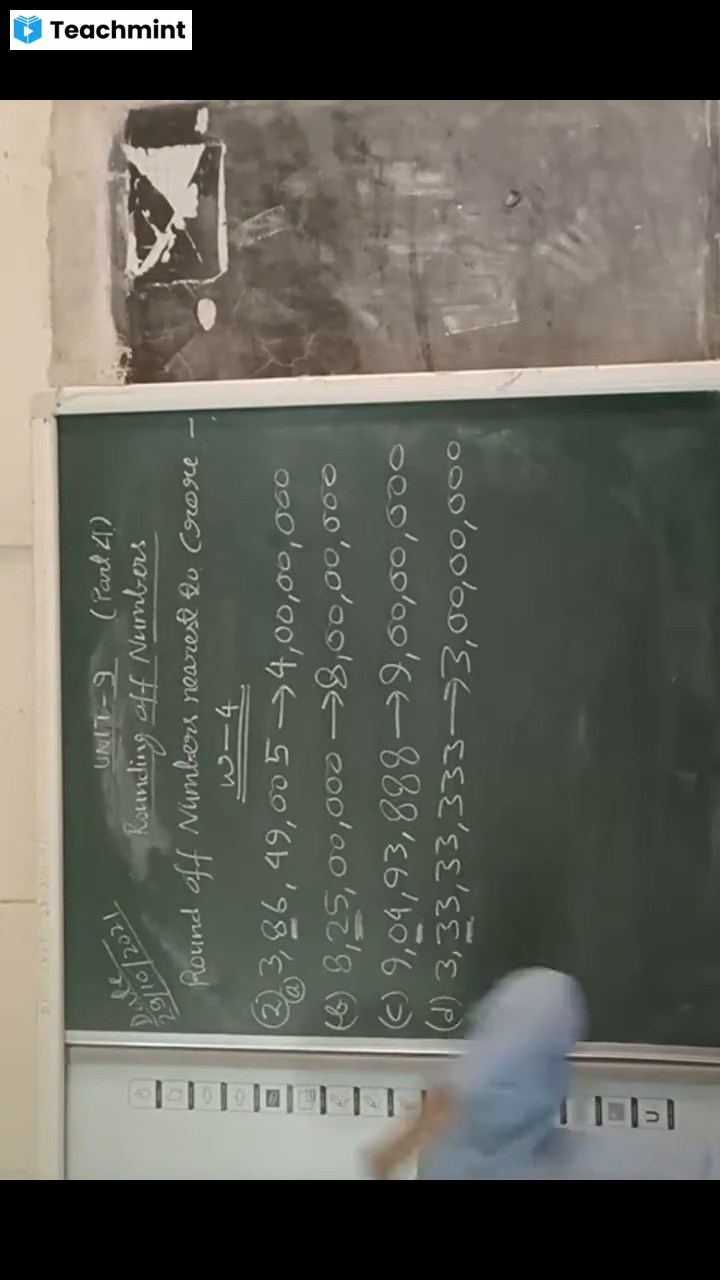 Teachmint
Date
29/10/2021
UNIT-9 (Part 4)
Rounding off Numbers
Round off Numbers nearest to Crore -
W-4
(2)
(a) 3,86,49,005 → 4,00,00,000
(b) 8,25,00,000 → 8,00,00,000
(c) 9,04,93,888 → 9,00,00,000
(d) 3,33,33,333 → 3,00,00,000
U